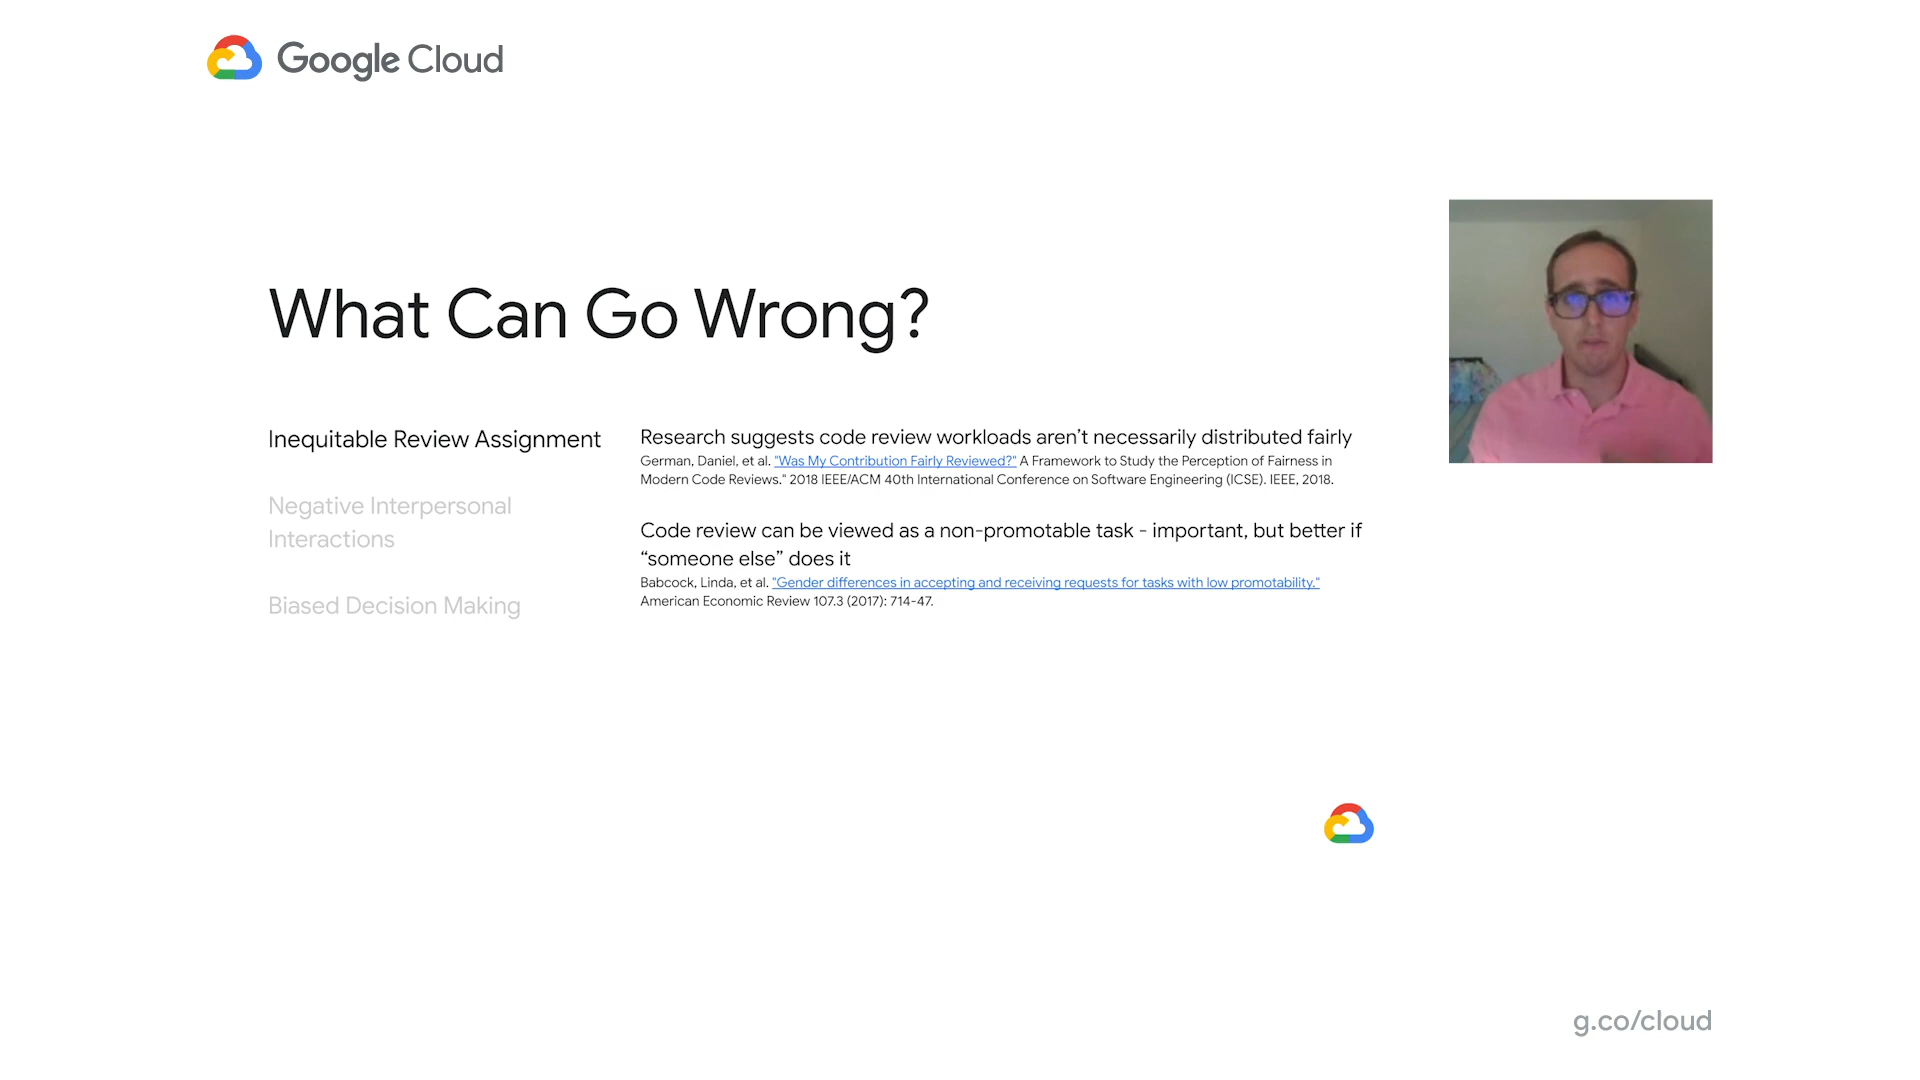 Google Cloud
What Can Go Wrong?
Inequitable Review Assignment
Negative Interpersonal
Interactions
Biased Decision Making
Research suggests code review workloads aren’t necessarily distributed fairly
German, Daniel, et al. "Was My Contribution Fairly Reviewed?" A Framework to Study the Perception of Fairness in
Modern Code Reviews." 2018 IEEE/ACM 40th International Conference on Software Engineering (ICSE). IEEE, 2018.
Code review can be viewed as a non-promotable task - important, but better if
“someone else” does it
Babcock, Linda, et al. "Gender differences in accepting and receiving requests for tasks with low promotability."
American Economic Review 107.3 (2017): 714-47.
g.co/cloud